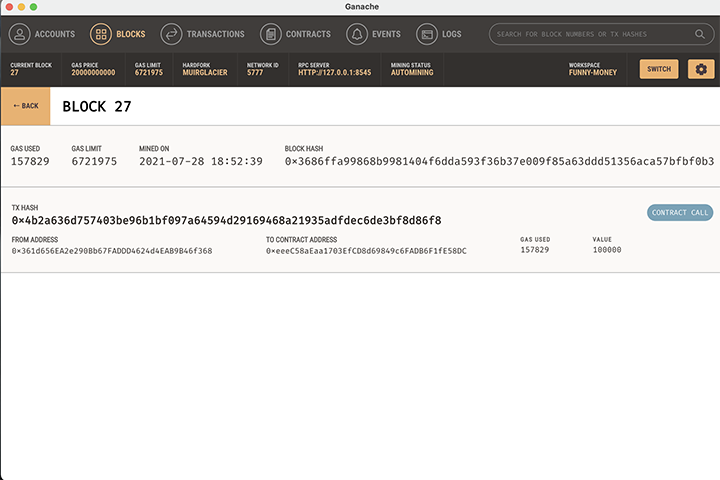 Ganache
ACCOUNTS BLOCKS TRANSACTIONS CONTRACTS EVENTS LOGS SEARCH FOR BLOCK NUMBERS OR TX HASHES
CURRENT BLOCK GAS PRICE GAS LIMIT HARDFORK NETWORK ID RPC SERVER MINING STATUS WORKSPACE
27 20000000000 6721975 MUIRGLACIER 5777 HTTP://127.0.0.1:8545 AUTOMINING FUNNY-MONEY SWITCH
← BACK BLOCK 27
GAS USED GAS LIMIT MINED ON BLOCK HASH
157829 6721975 2021-07-28 18:52:39 0×3686ffa99868b9981404f6dda593f36b37e009f85a63ddd51356aca57bfbf0b3
TX HASH
0×4b2a636d757403be96b1bf097a64594d29169468a21935adfdec6de3bf8d86f8 CONTRACT CALL
FROM ADDRESS TO CONTRACT ADDRESS GAS USED VALUE
0×361d656EA2e290Bb67FADDD4624d4EAB9B46f368 0×eeeC58aEaa1703EfCD8d69849c6FADB6F1fE58DC 157829 100000